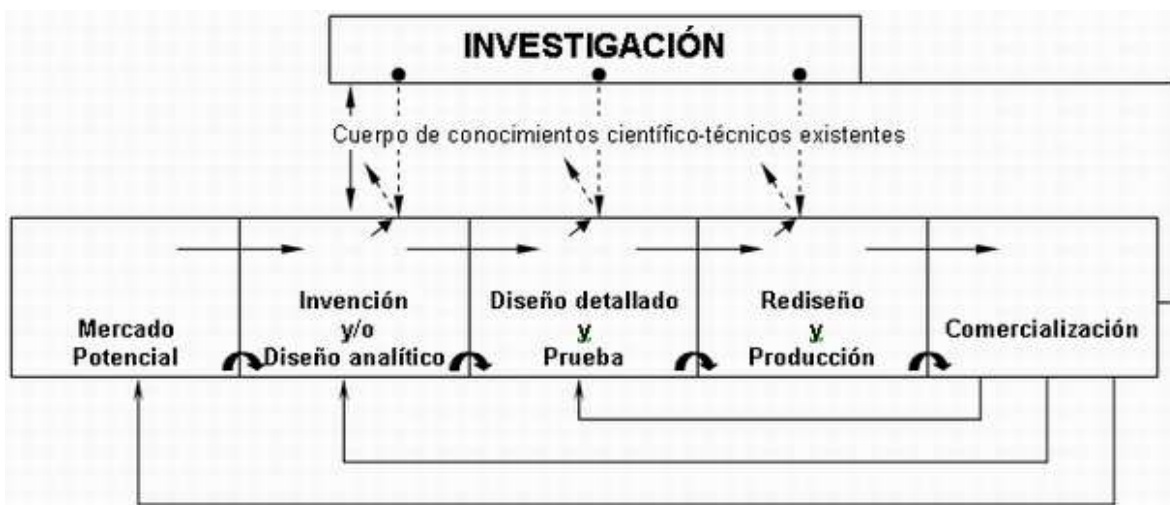 INVESTIGACIÓN
Cuerpo de conocimientos científico-técnicos existentes
Mercado
Potencial
Invención
y/o
Diseño analítico
Diseño detallado
y
Prueba
Rediseño
y
Producción
Comercialización